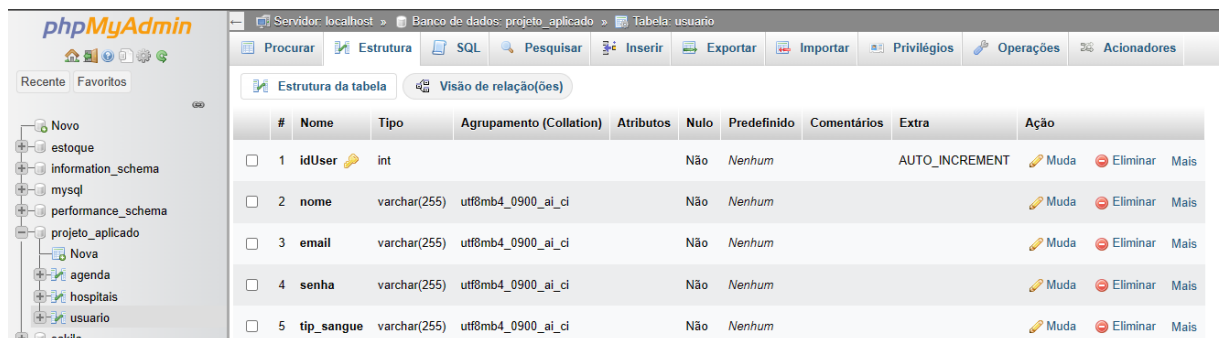 phpMyAdmin
Recente Favoritos
Novo
estoque
information_schema
mysql
performance_schema
projeto_aplicado
Nova
agenda
hospitais
usuario
Servidor: localhost » Banco de dados: projeto_aplicado » Tabela: usuario
Procurar Estrutura SQL Pesquisar Inserir Exportar Importar Privilégios Operações Acionadores
Estrutura da tabela Visão de relação(ões)
# Nome Tipo Agrupamento (Collation) Atributos Nulo Predefinido Comentários Extra Ação
1 idUser int Não Nenhum AUTO_INCREMENT Muda Eliminar Mais
2 nome varchar(255) utf8mb4_0900_ai_ci Não Nenhum Muda Eliminar Mais
3 email varchar(255) utf8mb4_0900_ai_ci Não Nenhum Muda Eliminar Mais
4 senha varchar(255) utf8mb4_0900_ai_ci Não Nenhum Muda Eliminar Mais
5 tip_sangue varchar(255) utf8mb4_0900_ai_ci Não Nenhum Muda Eliminar Mais